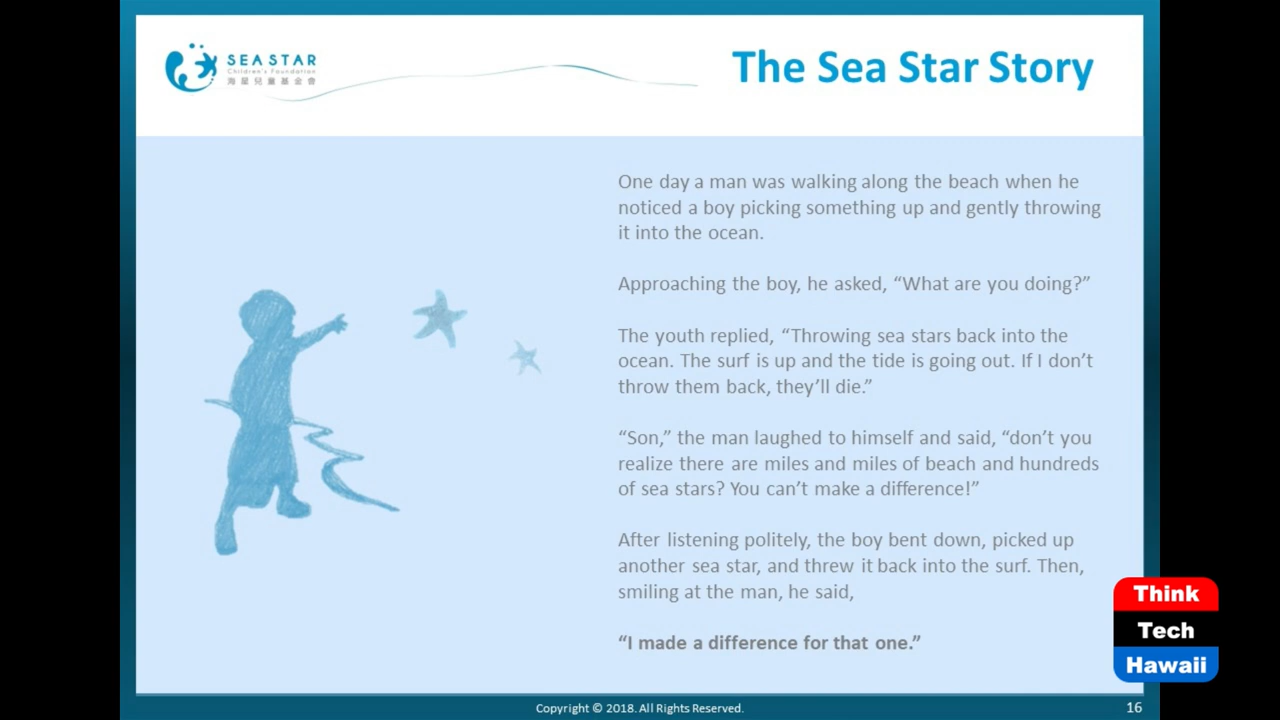 SEA STAR
Children's Foundation
海星兒童基金會
The Sea Star Story
One day a man was walking along the beach when he
noticed a boy picking something up and gently throwing
it into the ocean.
Approaching the boy, he asked, “What are you doing?”
The youth replied, “Throwing sea stars back into the
ocean. The surf is up and the tide is going out. If I don’t
throw them back, they’ll die.”
“Son,” the man laughed to himself and said, “don’t you
realize there are miles and miles of beach and hundreds
of sea stars? You can’t make a difference!”
After listening politely, the boy bent down, picked up
another sea star, and threw it back into the surf. Then,
smiling at the man, he said,
“I made a difference for that one.”
Think
Tech
Hawaii
Copyright © 2018. All Rights Reserved.
16